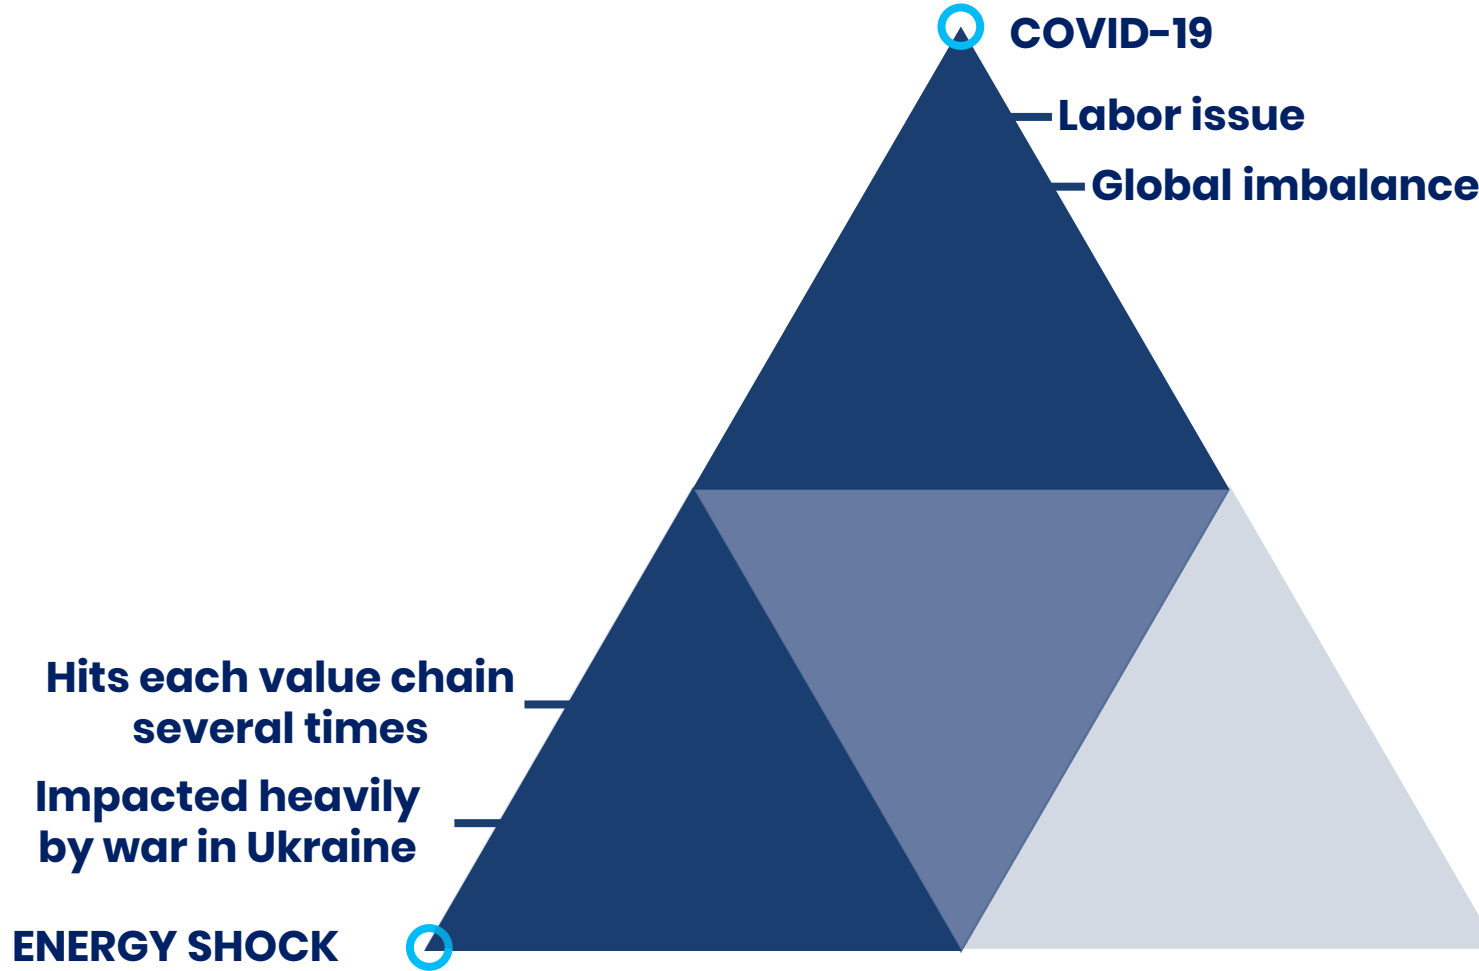 COVID-19
Labor issue
Global imbalance
Hits each value chain
several times
Impacted heavily
by war in Ukraine
ENERGY SHOCK